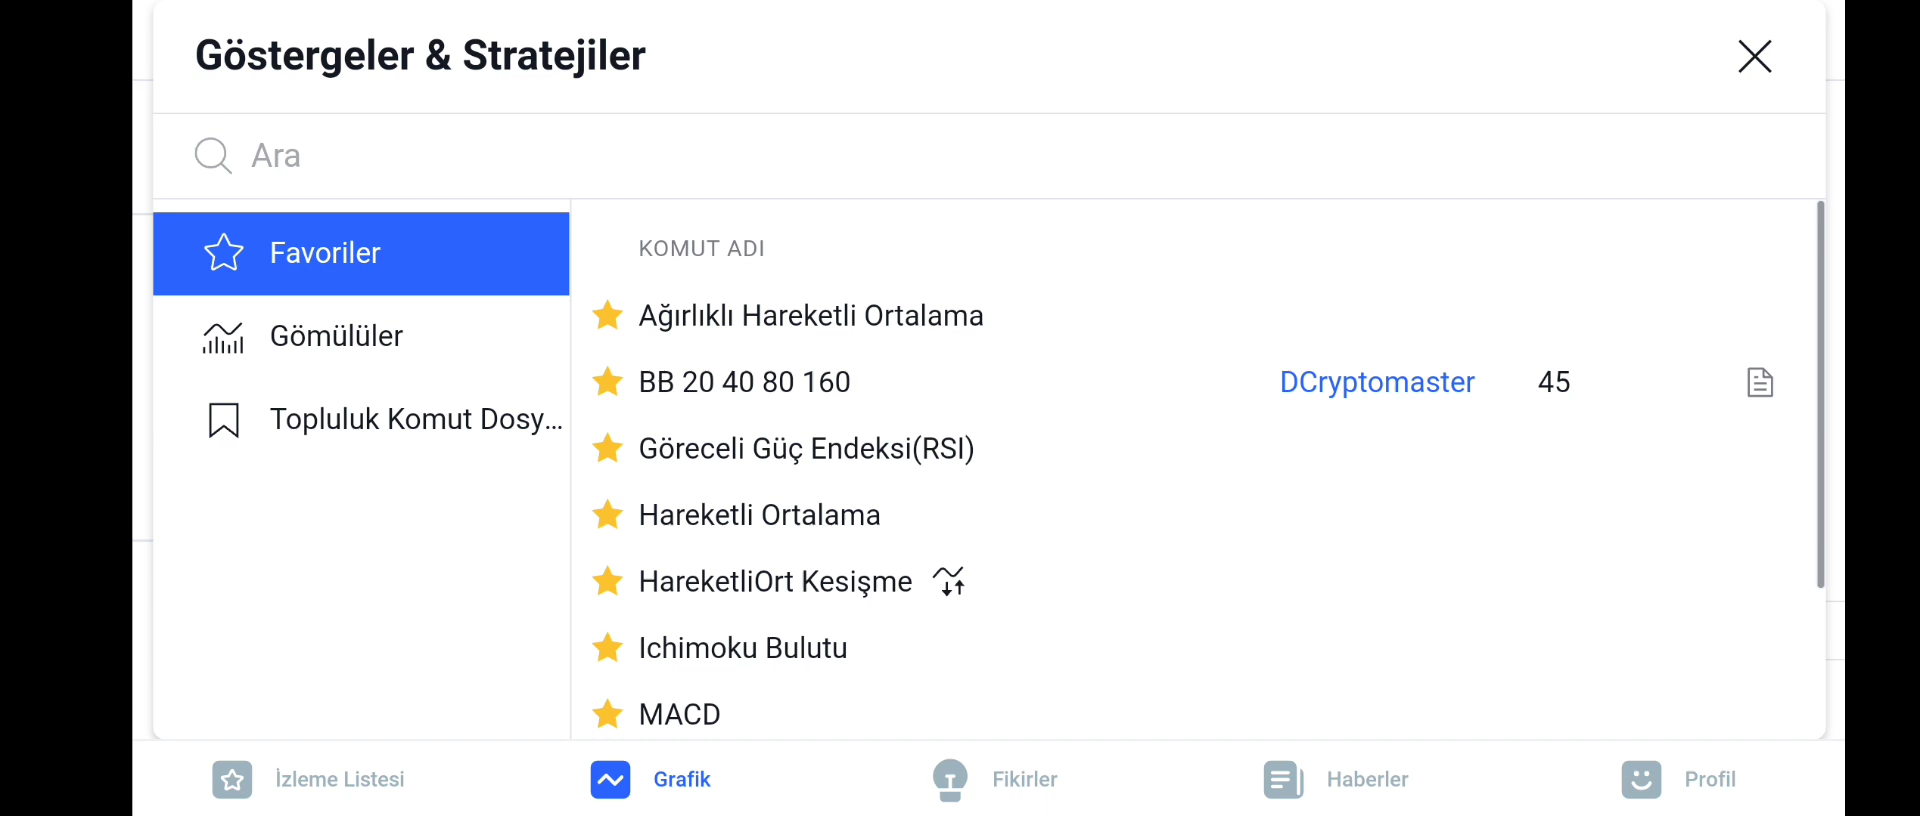 Göstergeler & Stratejiler
Ara
Favoriler
Gömülüler
Topluluk Komut Dosy...
KOMUT ADI
Ağırlıklı Hareketli Ortalama
BB 20 40 80 160 DCryptomaster 45
Göreceli Güç Endeksi(RSI)
Hareketli Ortalama
HareketliOrt Kesişme
Ichimoku Bulutu
MACD
İzleme Listesi Grafik Fikirler Haberler Profil